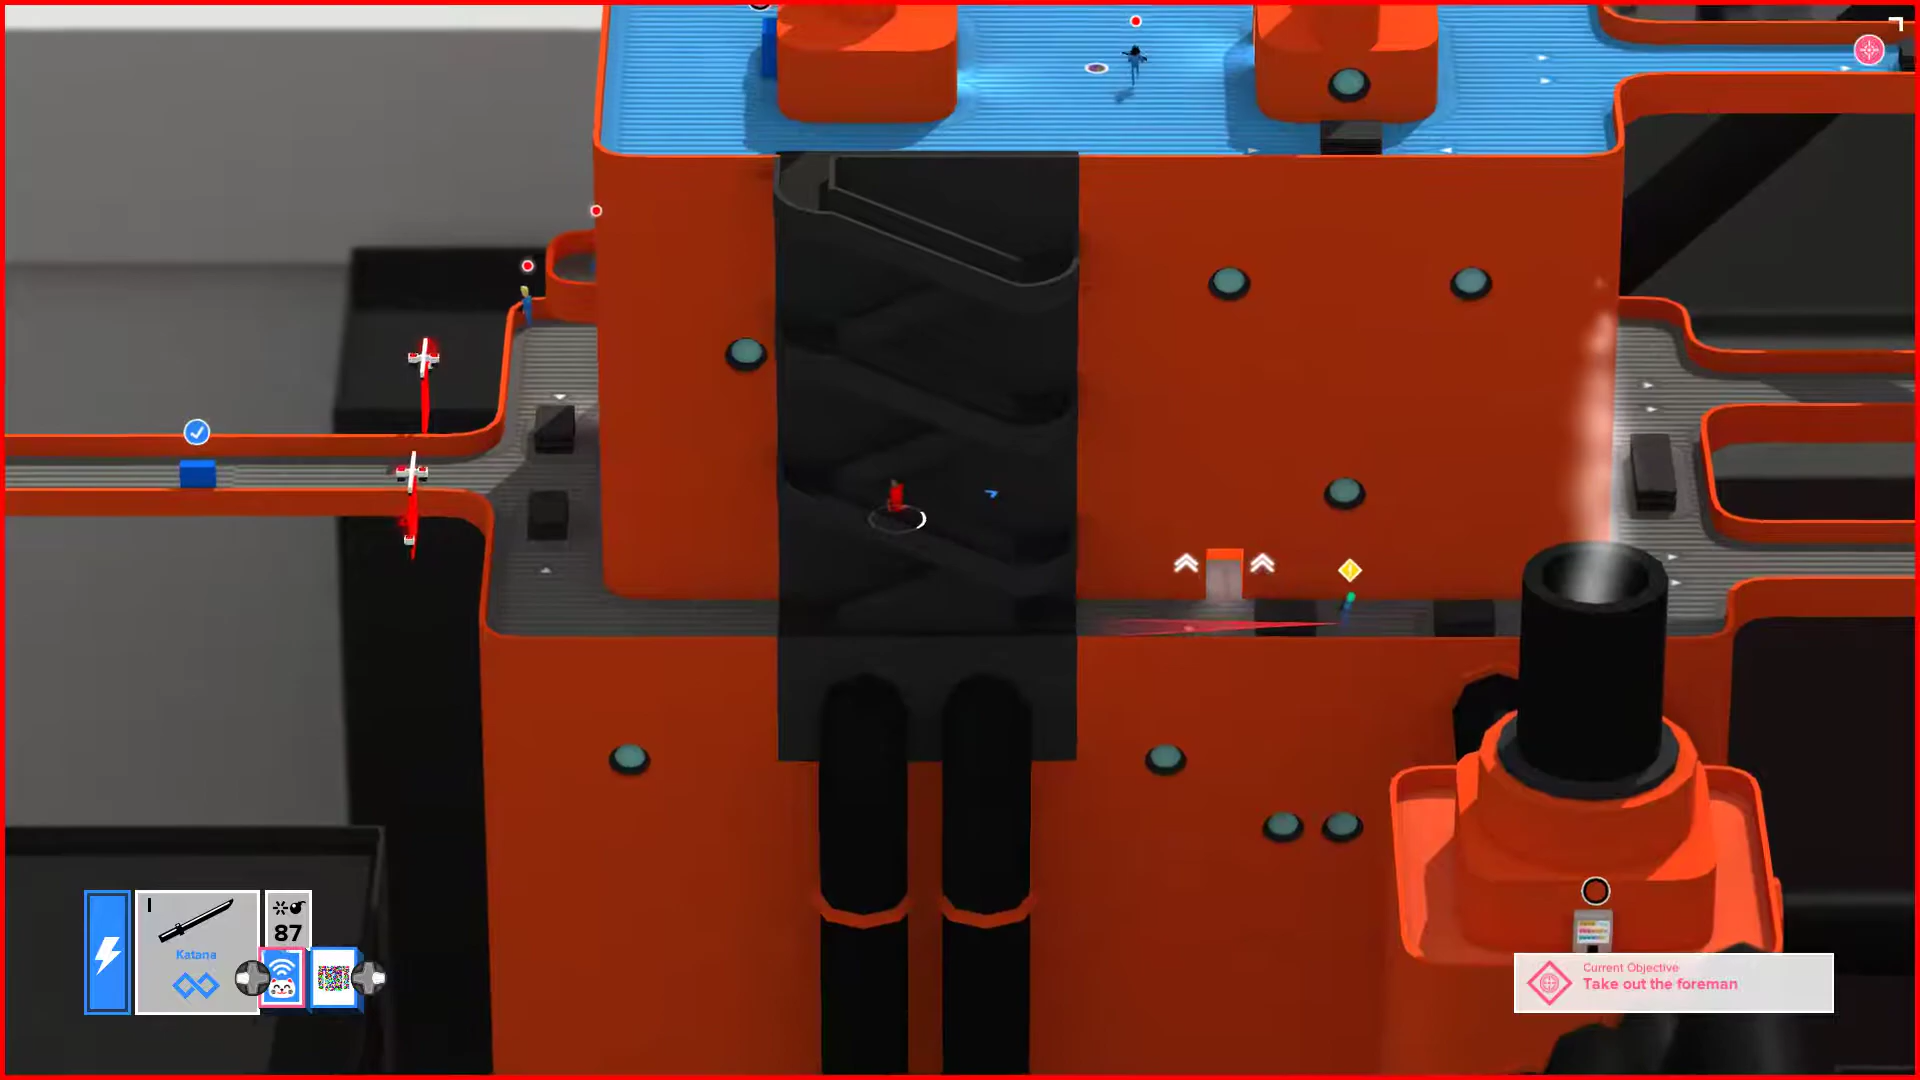 I
Katana
87
Current Objective
Take out the foreman